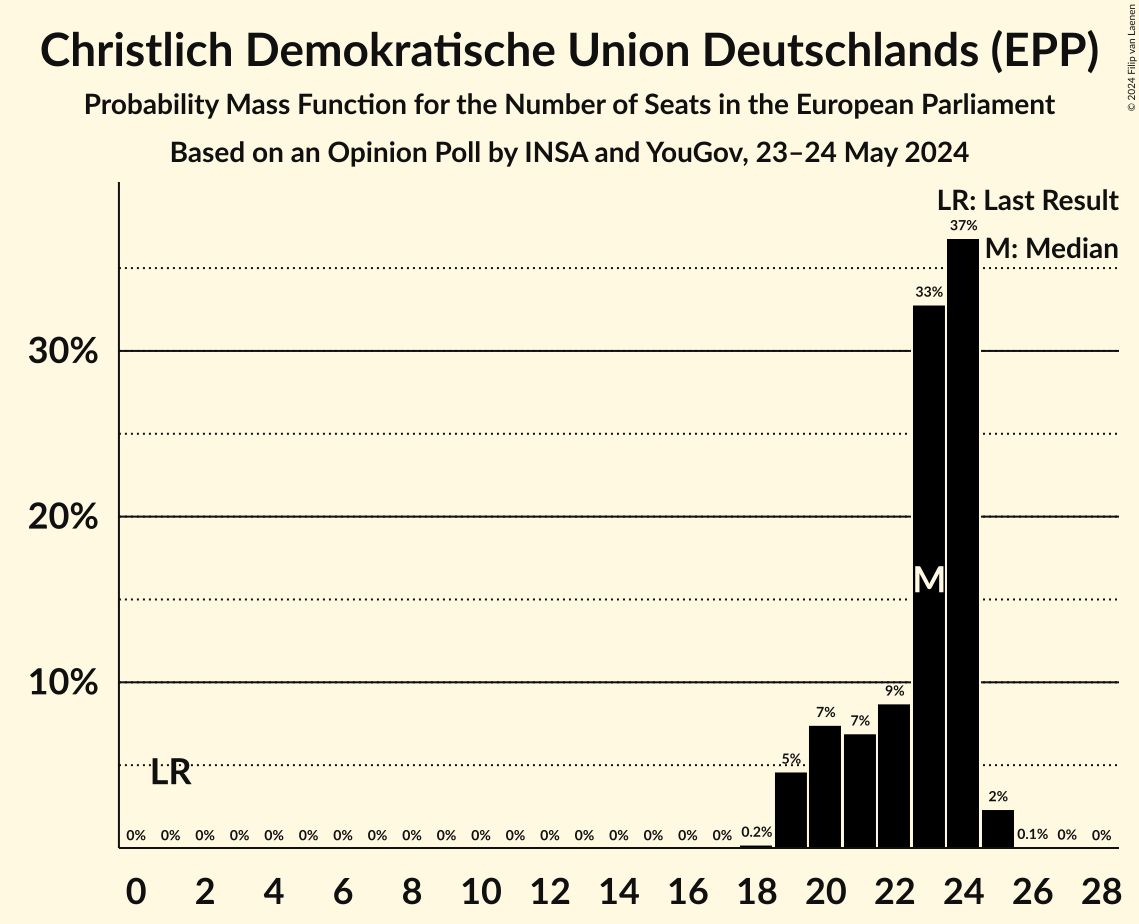 Christlich Demokratische Union Deutschlands (EPP)
Probability Mass Function for the Number of Seats in the European Parliament
Based on an Opinion Poll by INSA and YouGov, 23–24 May 2024
© 2024 Filip van Laenen
LR: Last Result
M: Median
37%
33%
30%
20%
M
10%
9%
7% 7%
5%
LR
2%
0% 0% 0% 0% 0% 0% 0% 0% 0% 0% 0% 0% 0% 0% 0% 0% 0% 0% 0.2% 0.1% 0% 0%
0 2 4 6 8 10 12 14 16 18 20 22 24 26 28